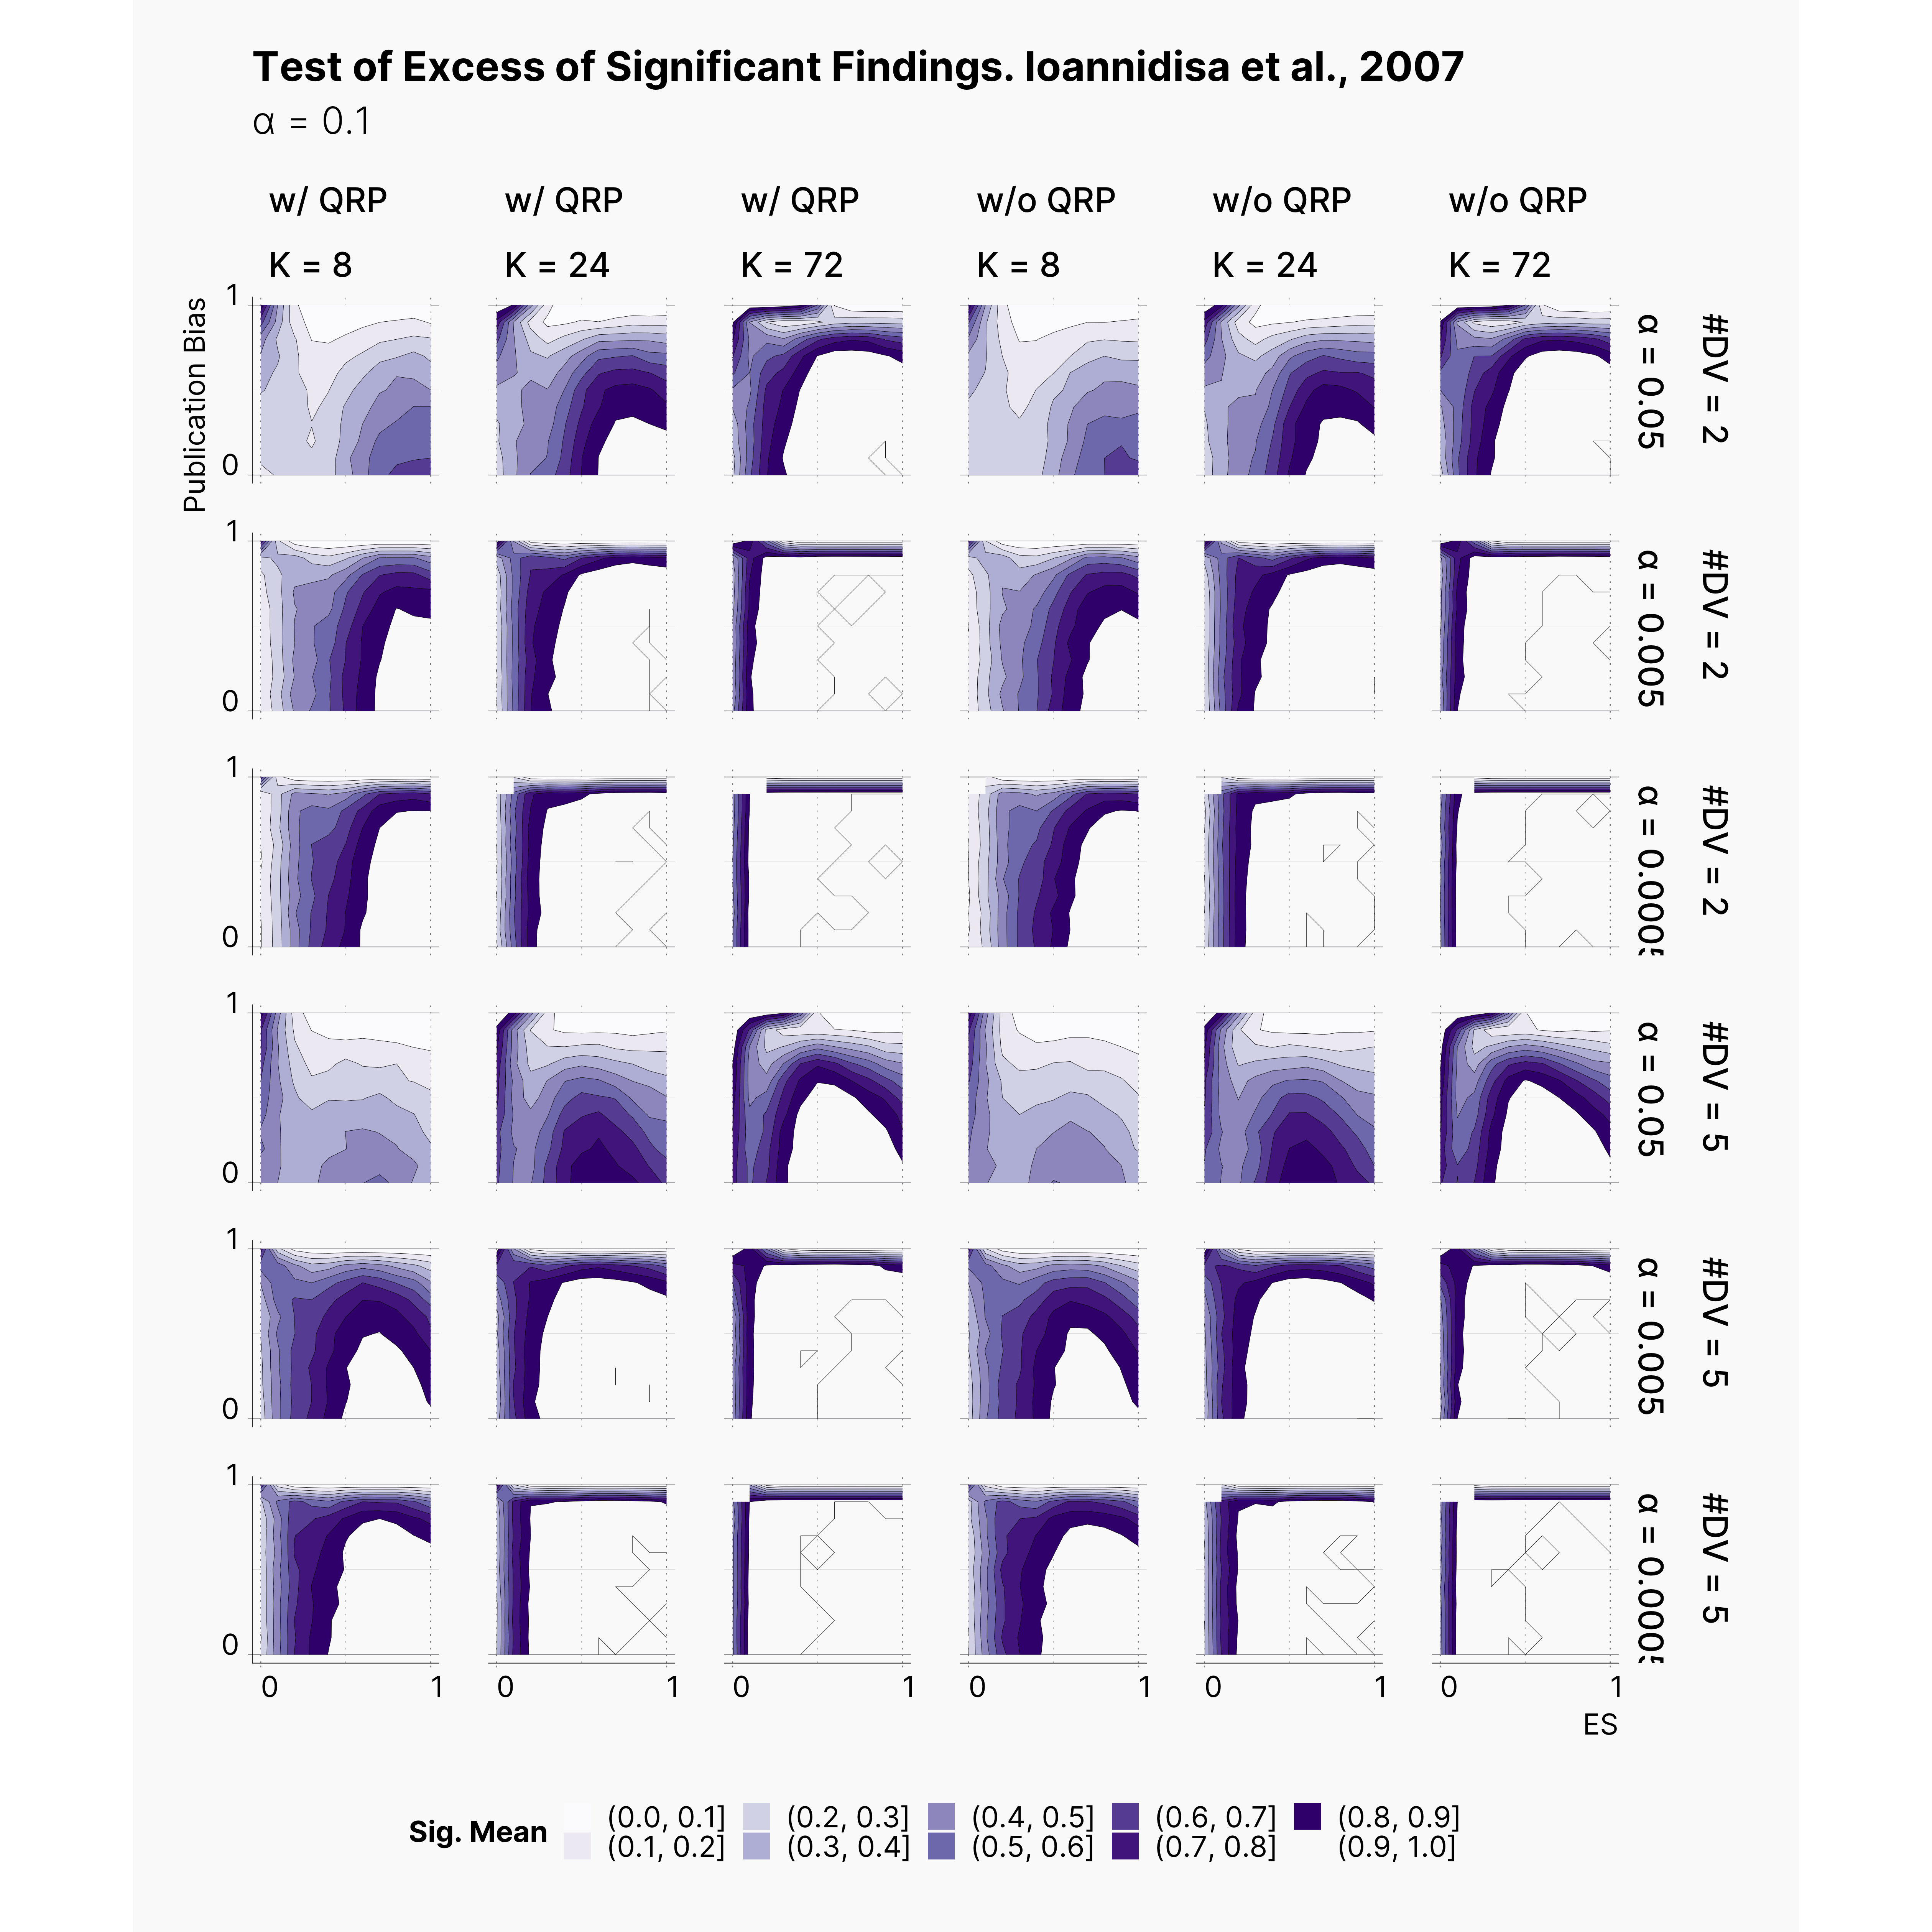 Test of Excess of Significant Findings. Ioannidisa et al., 2007
α = 0.1
w/ QRP w/ QRP w/ QRP w/o QRP w/o QRP w/o QRP
K = 8 K = 24 K = 72 K = 8 K = 24 K = 72
Publication Bias
1
0
α = 0.05
#DV = 2
1
0
α = 0.005
#DV = 2
1
0
α = 0.000
#DV = 2
1
0
α = 0.05
#DV = 5
1
0
α = 0.005
#DV = 5
1
0
α = 0.000
#DV = 5
0 1 0 1 0 1 0 1 0 1 0 1
ES
Sig. Mean
(0.0, 0.1] (0.2, 0.3] (0.4, 0.5] (0.6, 0.7] (0.8, 0.9]
(0.1, 0.2] (0.3, 0.4] (0.5, 0.6] (0.7, 0.8] (0.9, 1.0]